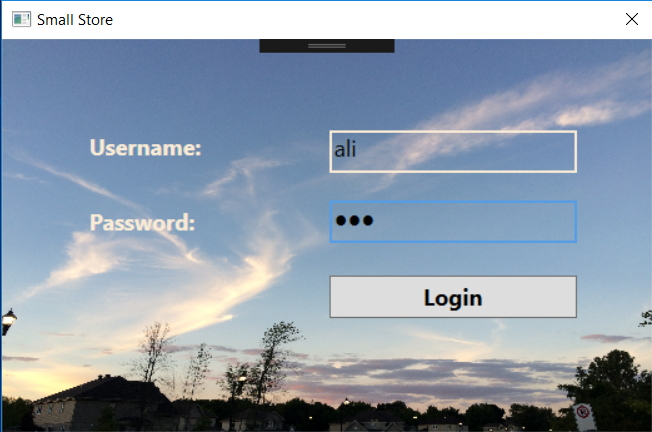 Small Store
Username:
ali
Password:
●●●
Login